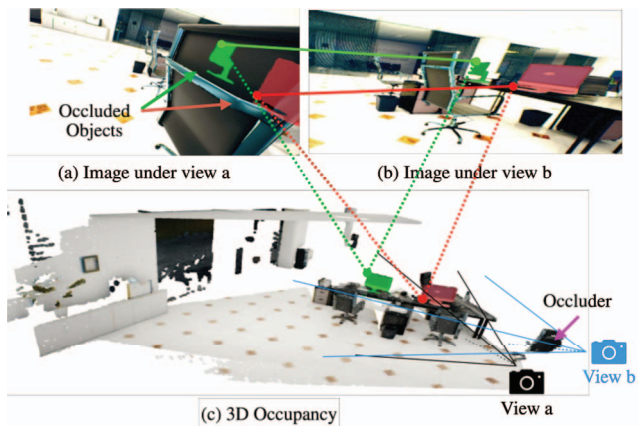 Occluded
Objects
(a) Image under view a
(b) Image under view b
Occluder
View b
View a
(c) 3D Occupancy